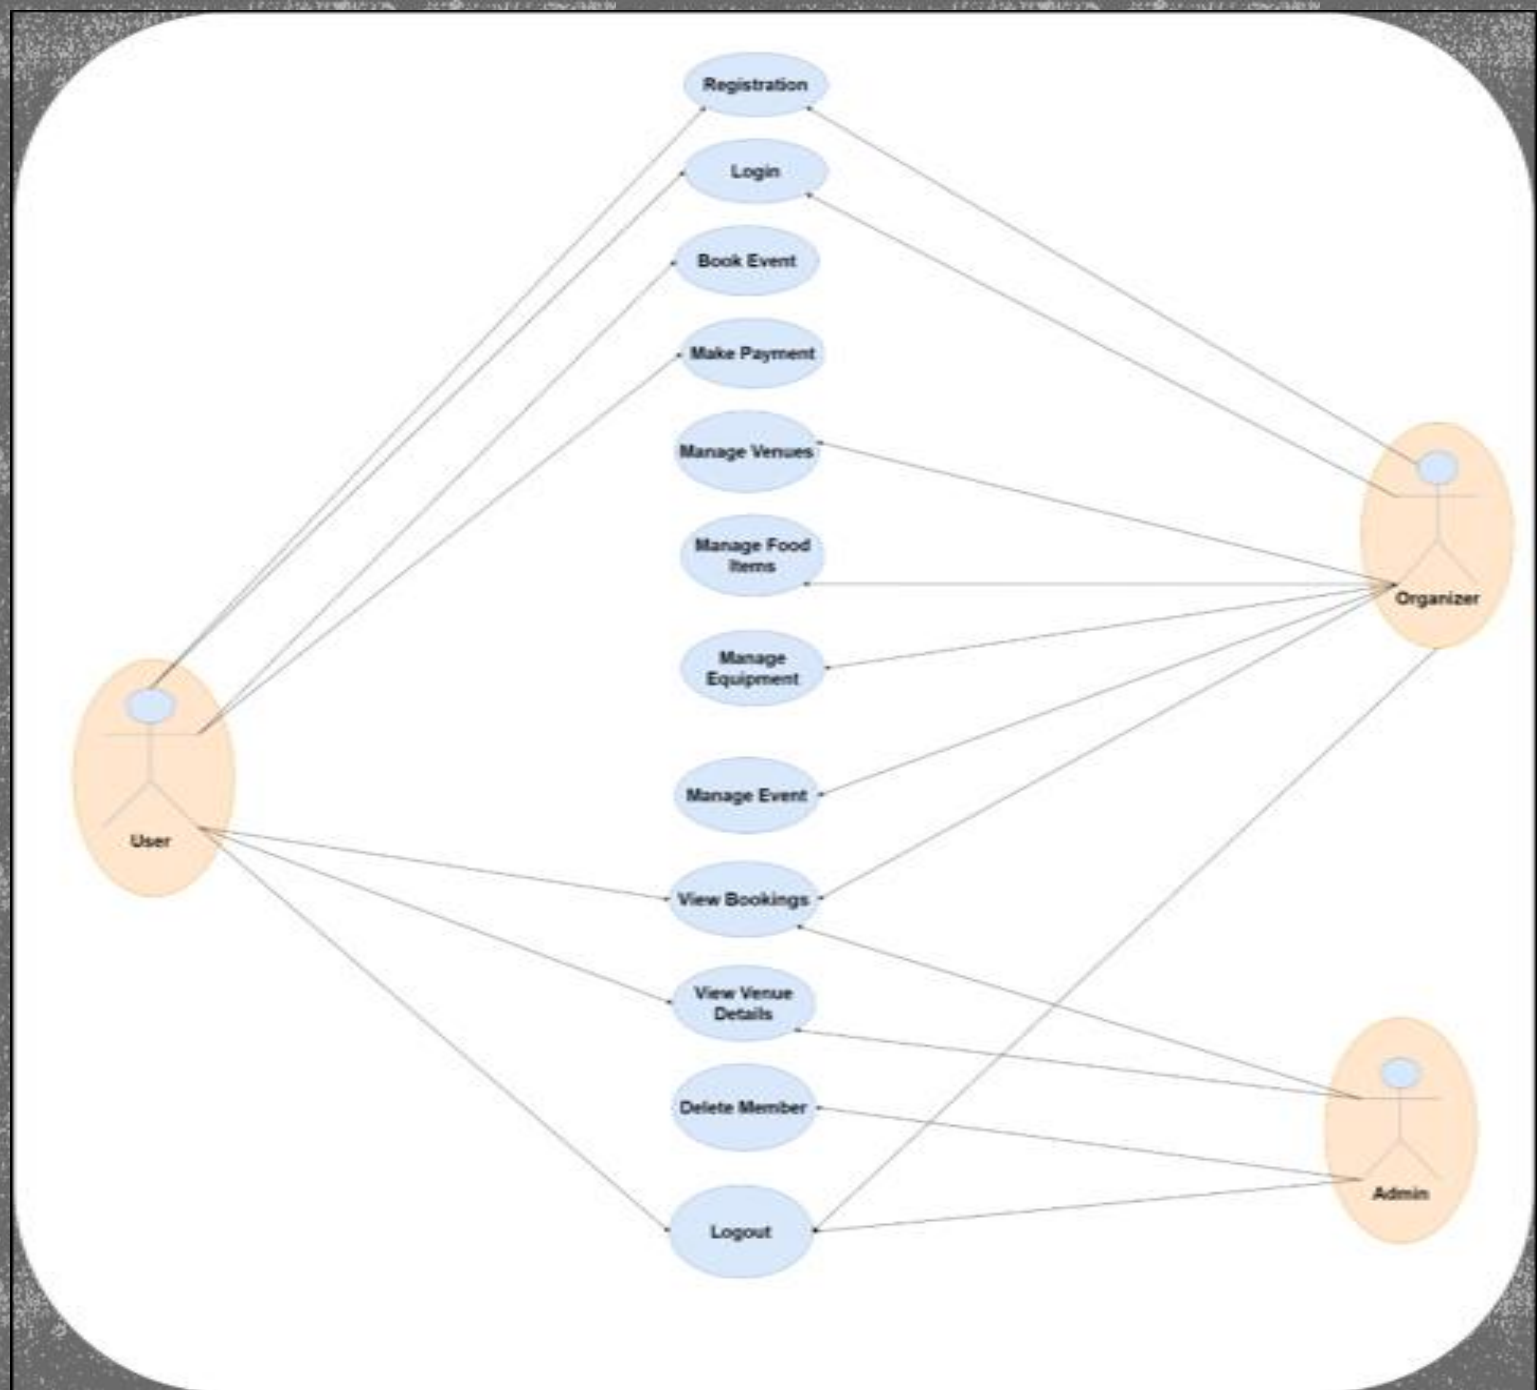 Registration
Login
Book Event
Make Payment
Manage Venues
Manage Food
Items
Manage
Equipment
Manage Event
View Bookings
View Venue
Details
Delete Member
Logout
User
Organizer
Admin